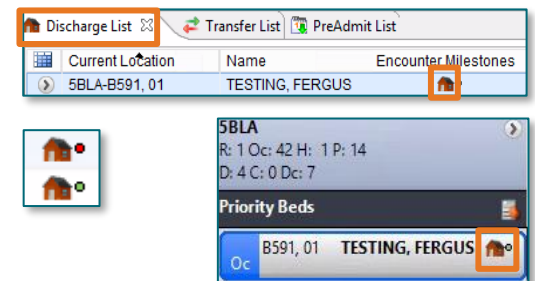 Discharge List Transfer List PreAdmit List
Current Location Name Encounter Milestones
5BLA-B591, 01 TESTING, FERGUS
5BLA
R: 1 Oc: 42 H: 1 P: 14
D: 4 C: 0 Dc: 7
Priority Beds
B591, 01 TESTING, FERGUS
Oc